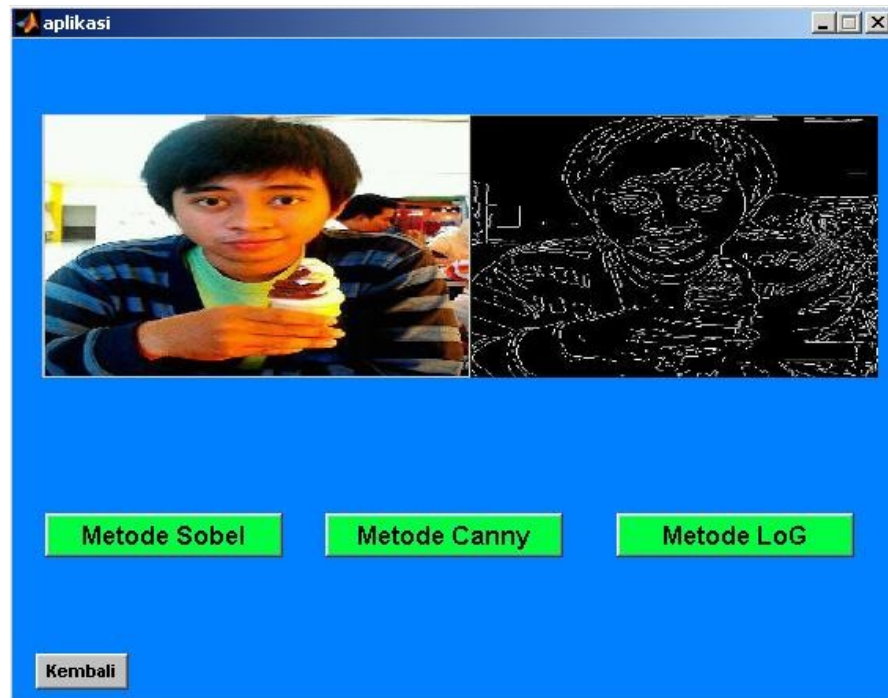 aplikasi
Metode Sobel
Metode Canny
Metode LoG
Kembali